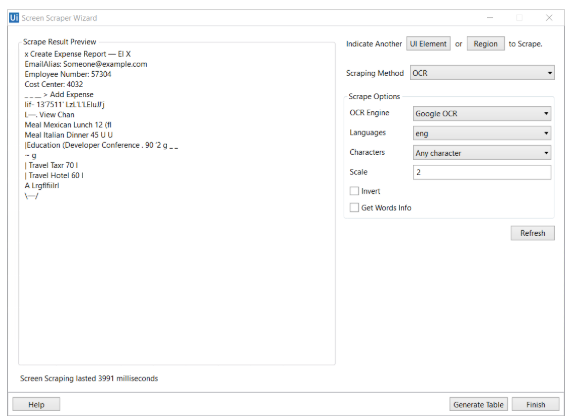 Ui Screen Scraper Wizard
Scrape Result Preview
x Create Expense Report — EI X
EmailAlias: Someone@example.com
Employee Number: 57304
Cost Center: 4032
_ _ __ > Add Expense
lif- 13'7511' LzL'L'LEluJfj
L—. View Chan
Meal Mexican Lunch 12 (fl
Meal Italian Dinner 45 U U
|Education (Developer Conference . 90 '2 g _ _
~ g
| Travel Taxr 70 l
| Travel Hotel 60 l
A Lrgflfiilrl
\—/
Screen Scraping lasted 3991 milliseconds
Indicate Another UI Element or Region to Scrape.
Scraping Method OCR
Scrape Options
OCR Engine Google OCR
Languages eng
Characters Any character
Scale 2
Invert
Get Words Info
Refresh
Help Generate Table Finish